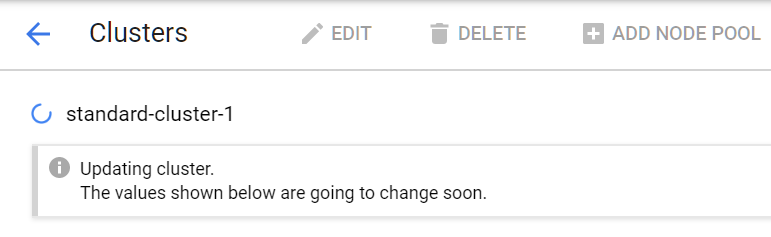 Clusters EDIT DELETE ADD NODE POOL
standard-cluster-1
Updating cluster.
The values shown below are going to change soon.